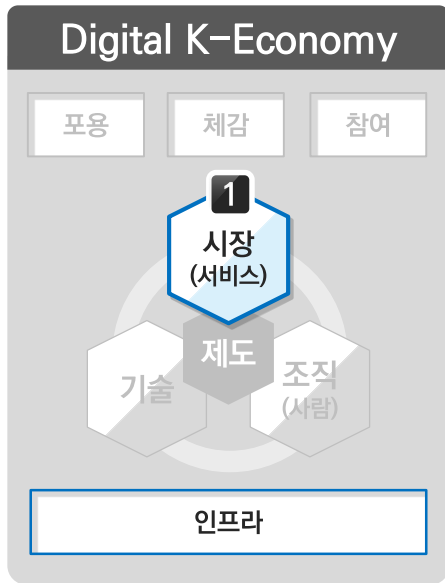 Digital K-Economy
포용 체감 참여
1
시장
(서비스)
제도
기술
조직
(사람)
인프라